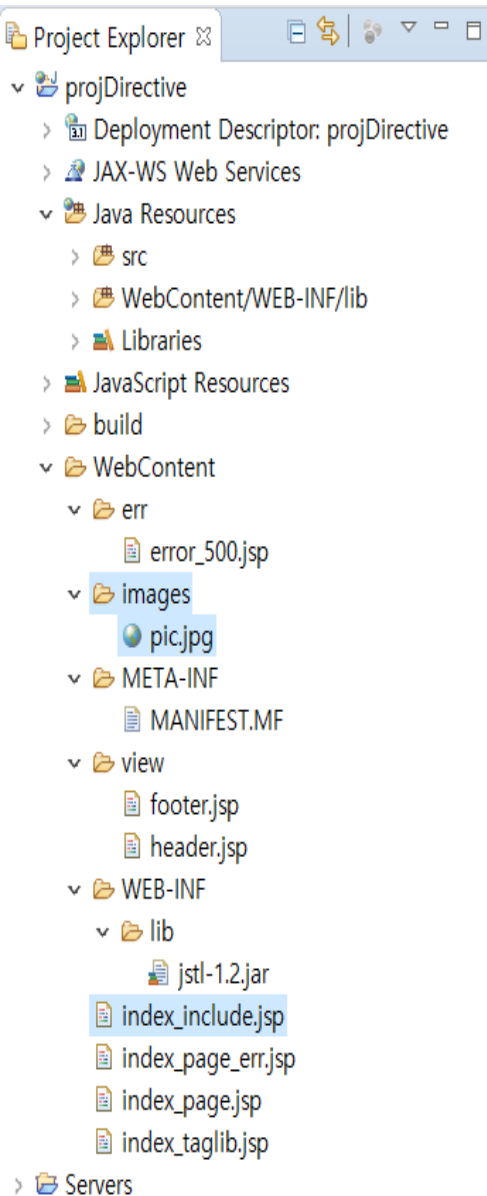 Project Explorer
projDirective
3.1 Deployment Descriptor: projDirective
JAX-WS Web Services
Java Resources
src
WebContent/WEB-INF/lib
Libraries
JavaScript Resources
build
WebContent
err
error_500.jsp
images
pic.jpg
META-INF
MANIFEST.MF
view
footer.jsp
header.jsp
WEB-INF
lib
jstl-1.2.jar
index_include.jsp
index_page_err.jsp
index_page.jsp
index_taglib.jsp
Servers